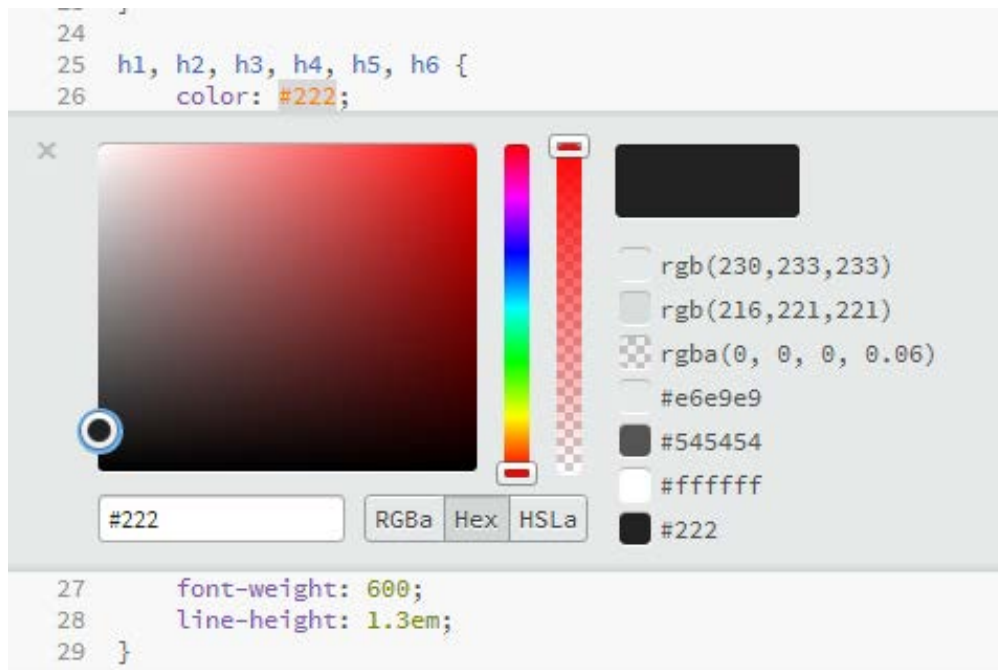 24
25 h1, h2, h3, h4, h5, h6 {
26 color: #222;
rgb(230,233,233)
rgb(216,221,221)
rgba(0, 0, 0, 0.06)
#e6e9e9
#545454
#ffffff
#222
#222 RGBa Hex HSLa
27 font-weight: 600;
28 line-height: 1.3em;
29 }